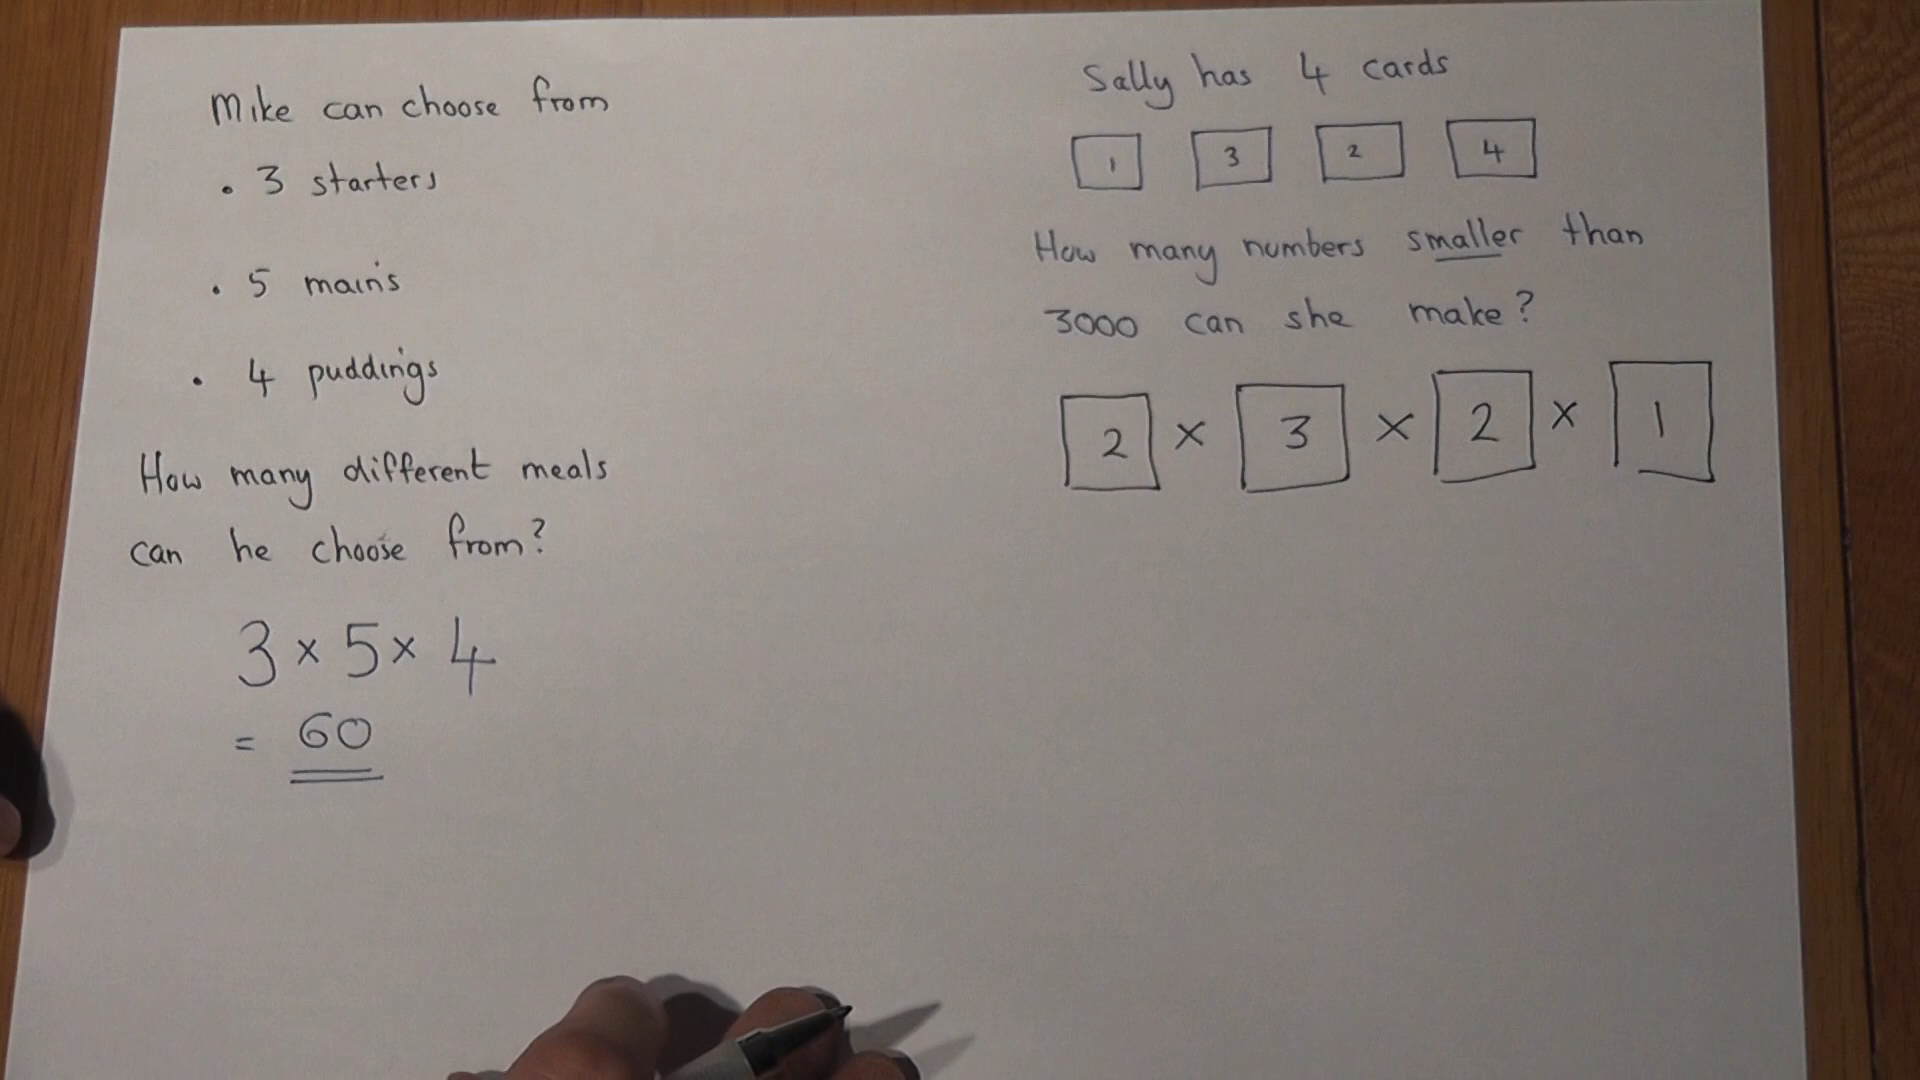 Mike can choose from
• 3 starters
• 5 mains
• 4 puddings
How many different meals
can he choose from?
3 × 5 × 4
= 60
Sally has 4 cards
1 3 2 4
How many numbers smaller than
3000 can she make?
2 × 3 × 2 × 1